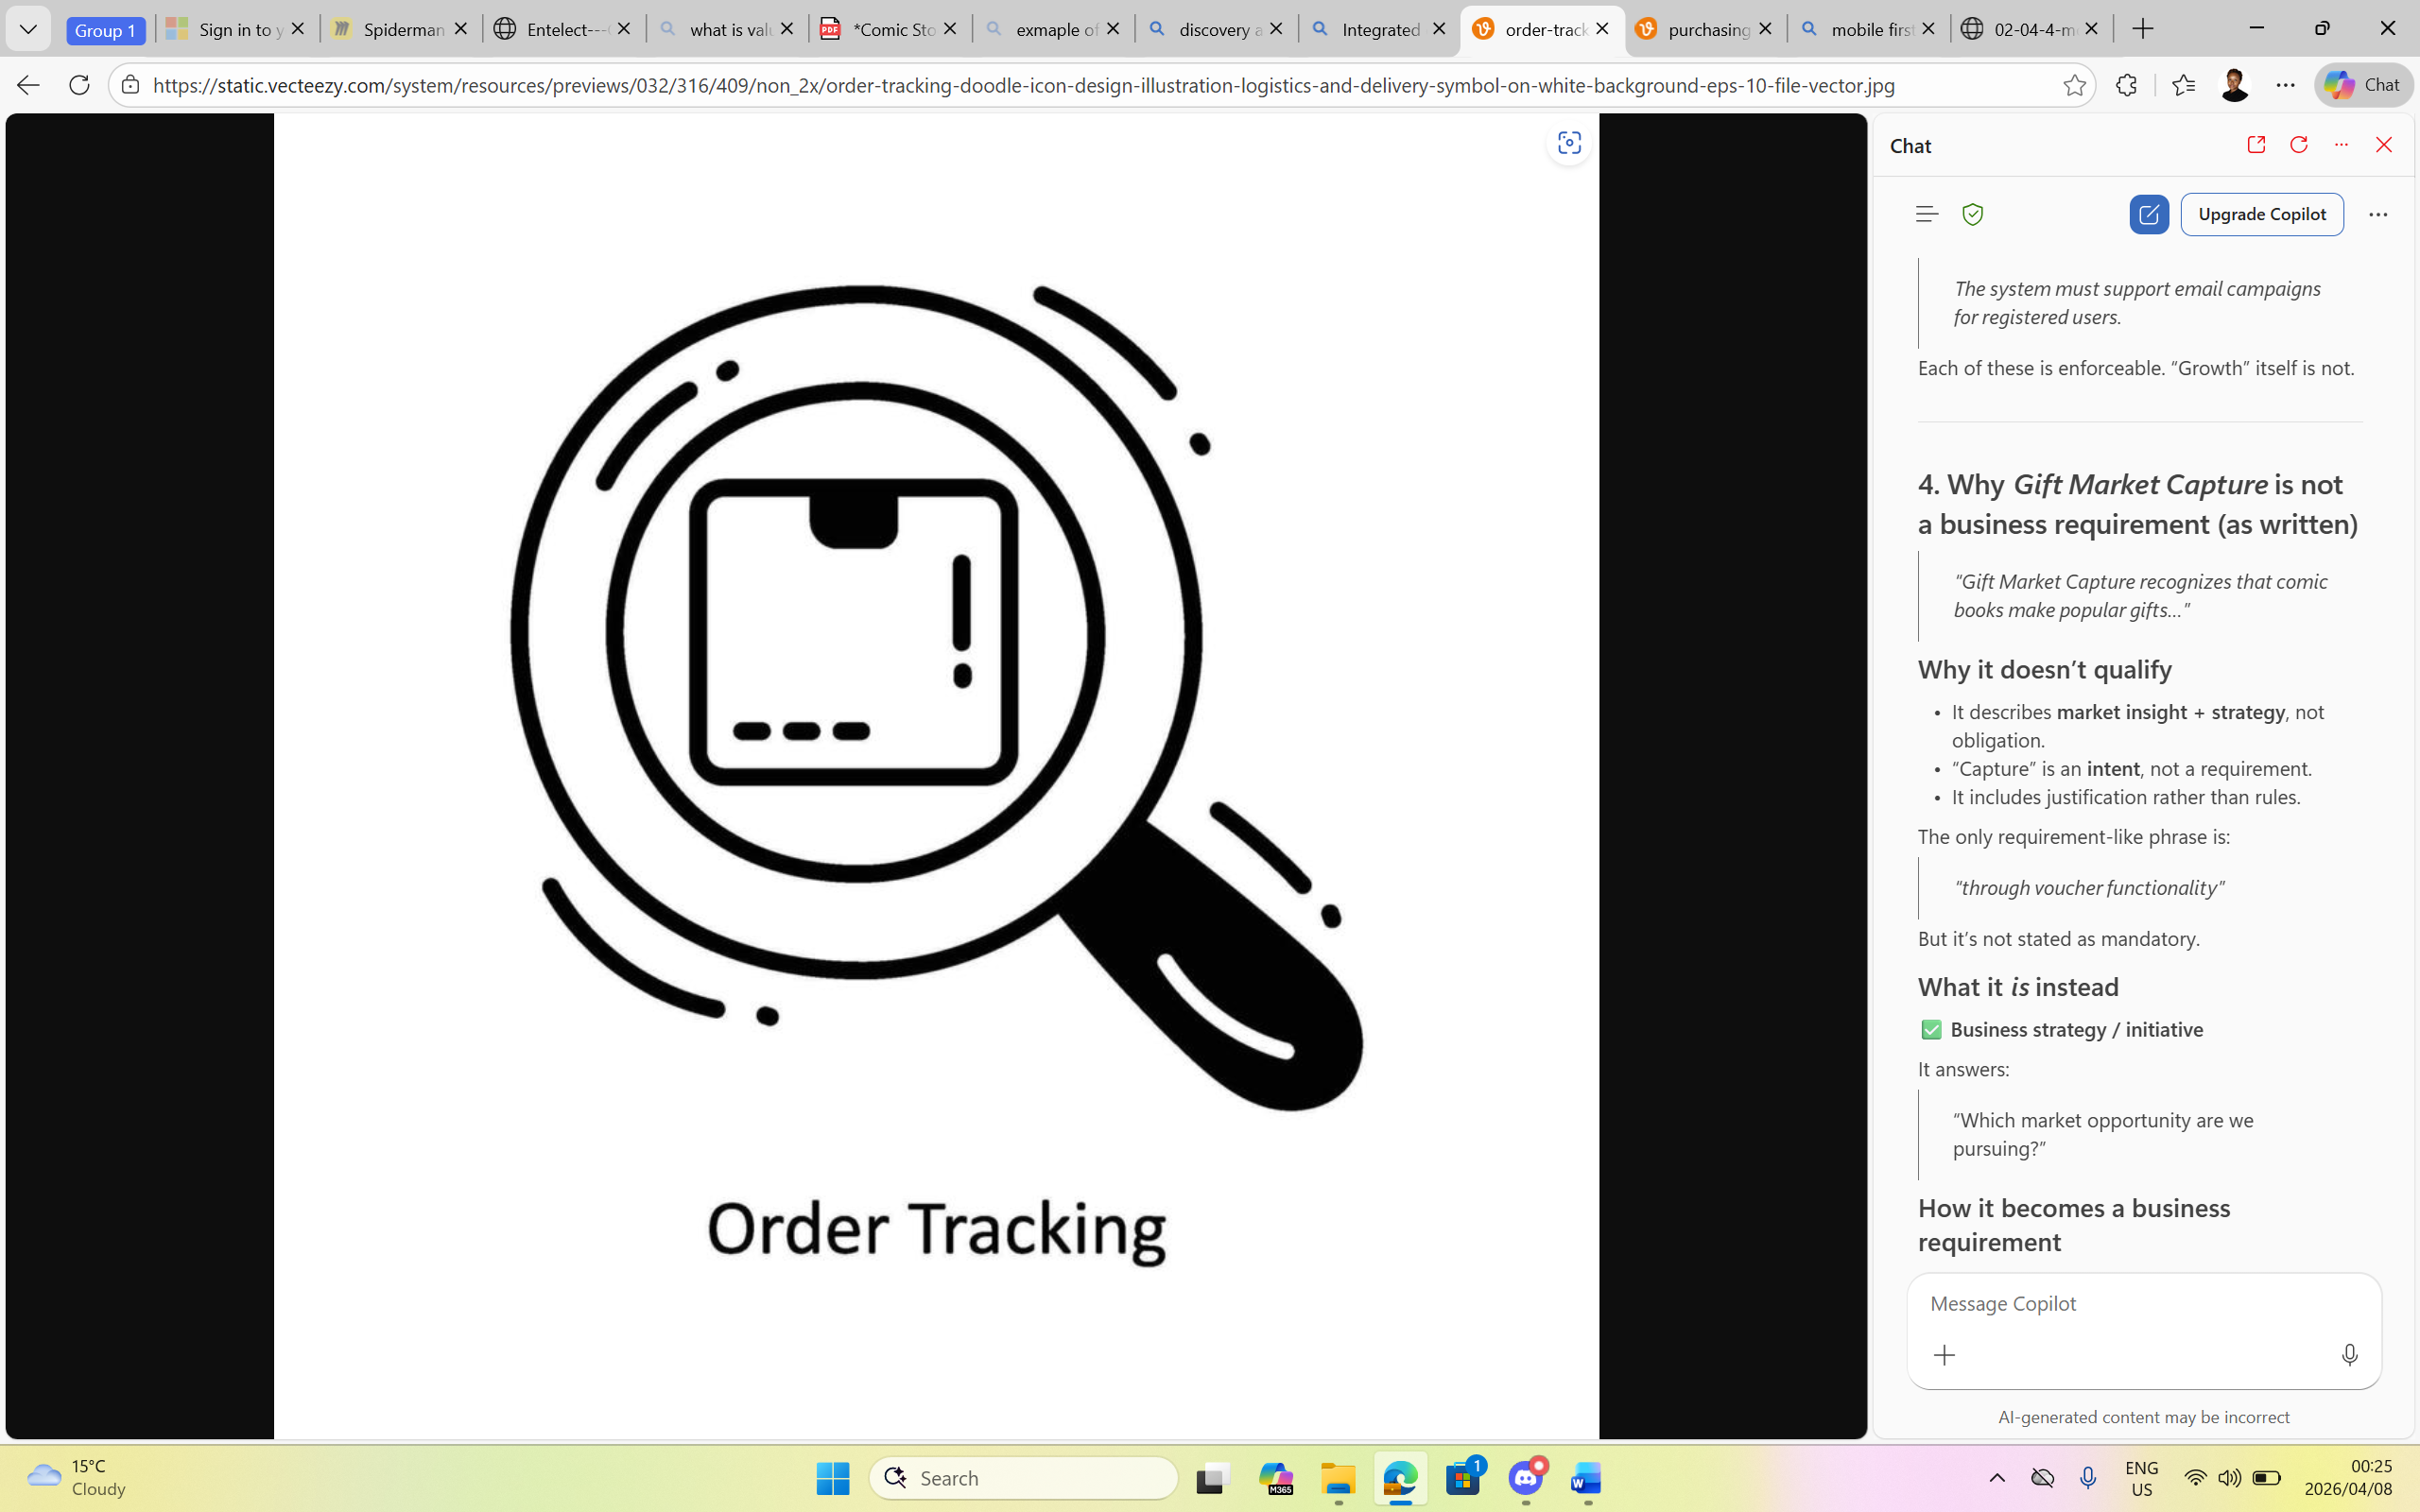 Group 1
Sign in to y
Spiderman
Entelect---
what is valu
*Comic Sto
exmaple of
discovery a
Integrated
order-track
purchasing
mobile first
02-04-4-m
https://static.vecteezy.com/system/resources/previews/032/316/409/non_2x/order-tracking-doodle-icon-design-illustration-logistics-and-delivery-symbol-on-white-background-eps-10-file-vector.jpg
Chat
Order Tracking
Chat
Upgrade Copilot
The system must support email campaigns
for registered users.
Each of these is enforceable. “Growth” itself is not.
4. Why Gift Market Capture is not
a business requirement (as written)
"Gift Market Capture recognizes that comic
books make popular gifts…"
Why it doesn’t qualify
• It describes market insight + strategy, not
obligation.
• “Capture” is an intent, not a requirement.
• It includes justification rather than rules.
The only requirement-like phrase is:
"through voucher functionality"
But it’s not stated as mandatory.
What it is instead
✅ Business strategy / initiative
It answers:
“Which market opportunity are we
pursuing?”
How it becomes a business
requirement
Message Copilot
AI-generated content may be incorrect
15°C
Cloudy
Search
M365
1
ENG
US
00:25
2026/04/08